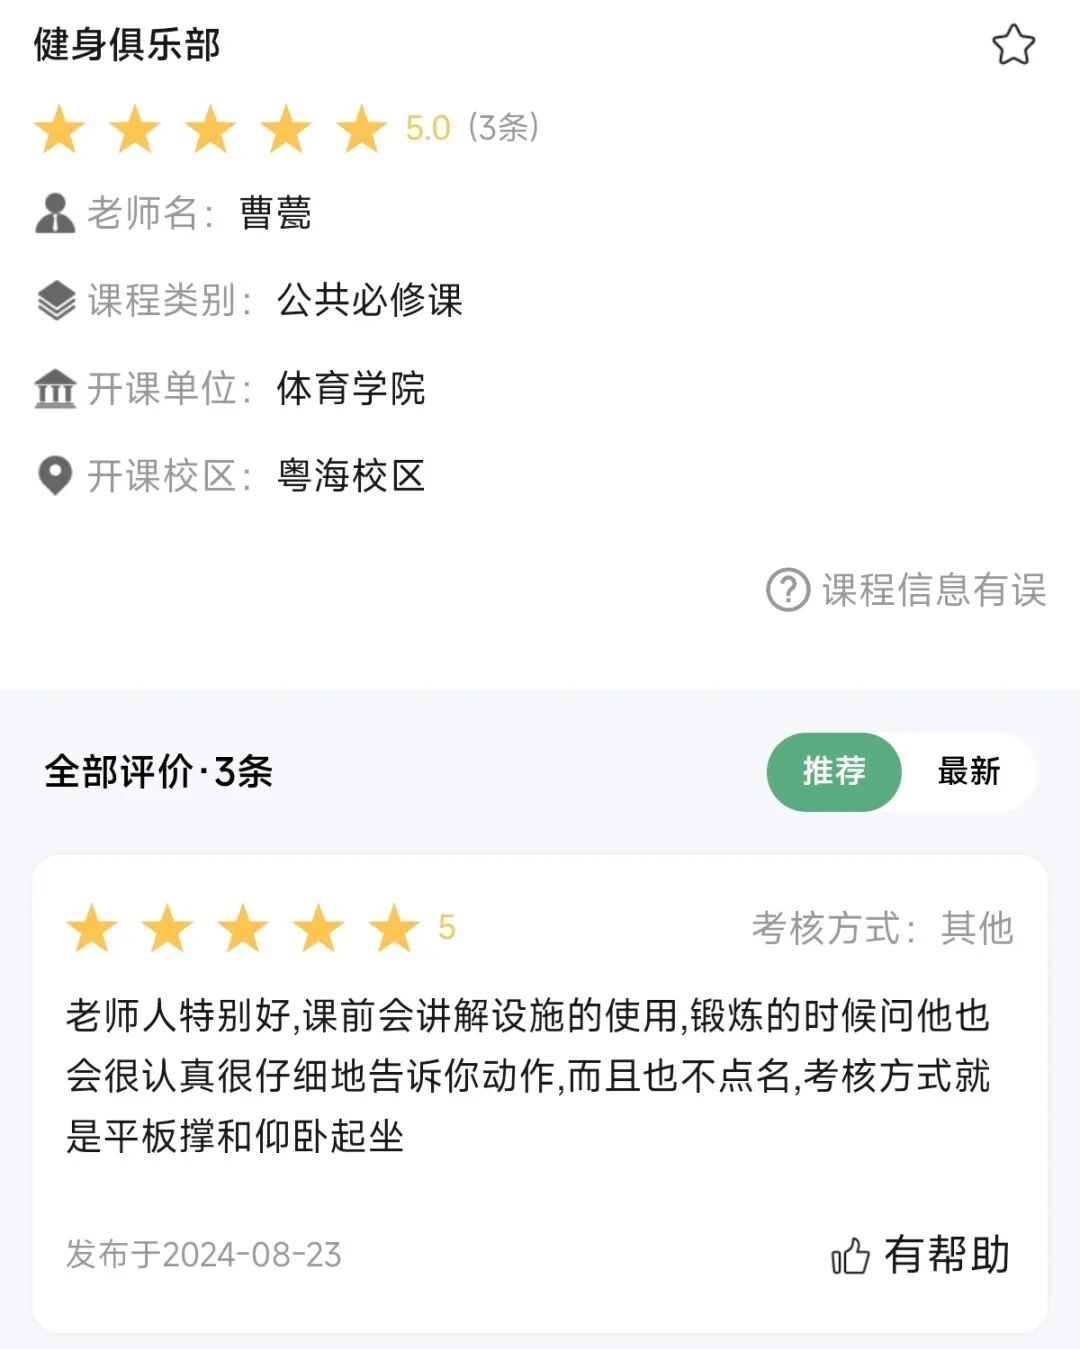 健身俱乐部
5.0 (3条)
老师名: 曹甍
课程类别: 公共必修课
开课单位: 体育学院
开课校区: 粤海校区
课程信息有误
全部评价·3条
推荐 最新
5 考核方式: 其他
老师人特别好,课前会讲解设施的使用,锻炼的时候问他也
会很认真很仔细地告诉你动作,而且也不点名,考核方式就
是平板撑和仰卧起坐
发布于2024-08-23 有帮助